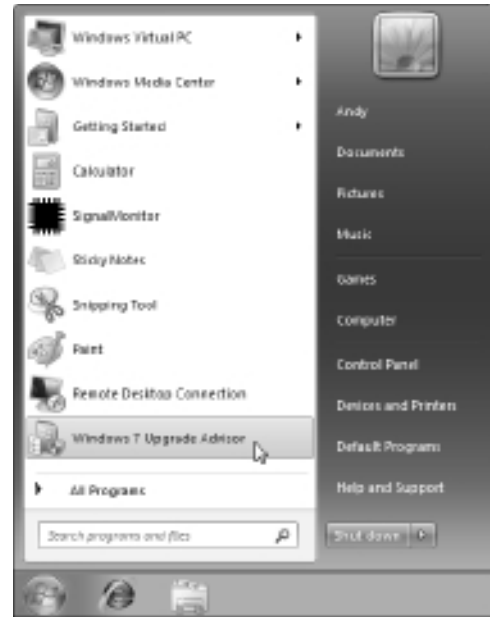 Windows Virtual PC
Windows Media Center
Getting Started
Calculator
SignalMonitor
Sticky Notes
Snipping Tool
Paint
Remote Desktop Connection
Windows 7 Upgrade Advisor
All Programs
Search programs and files
Andy
Documents
Pictures
Music
Games
Computer
Control Panel
Devices and Printers
Default Programs
Help and Support
Shut down